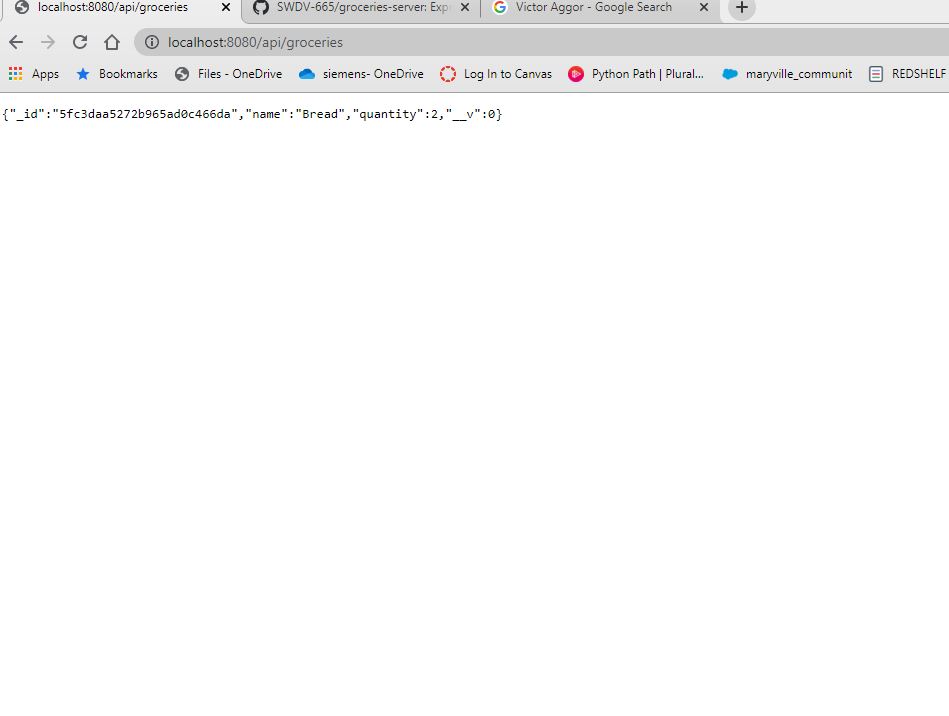 localhost:8080/api/groceries SWDV-665/groceries-server: Exp Victor Aggor - Google Search
localhost:8080/api/groceries
Apps Bookmarks Files - OneDrive siemens- OneDrive Log In to Canvas Python Path | Plural... maryville_communit REDSHELF
{"_id":"5fc3daa5272b965ad0c466da","name":"Bread","quantity":2,"__v":0}